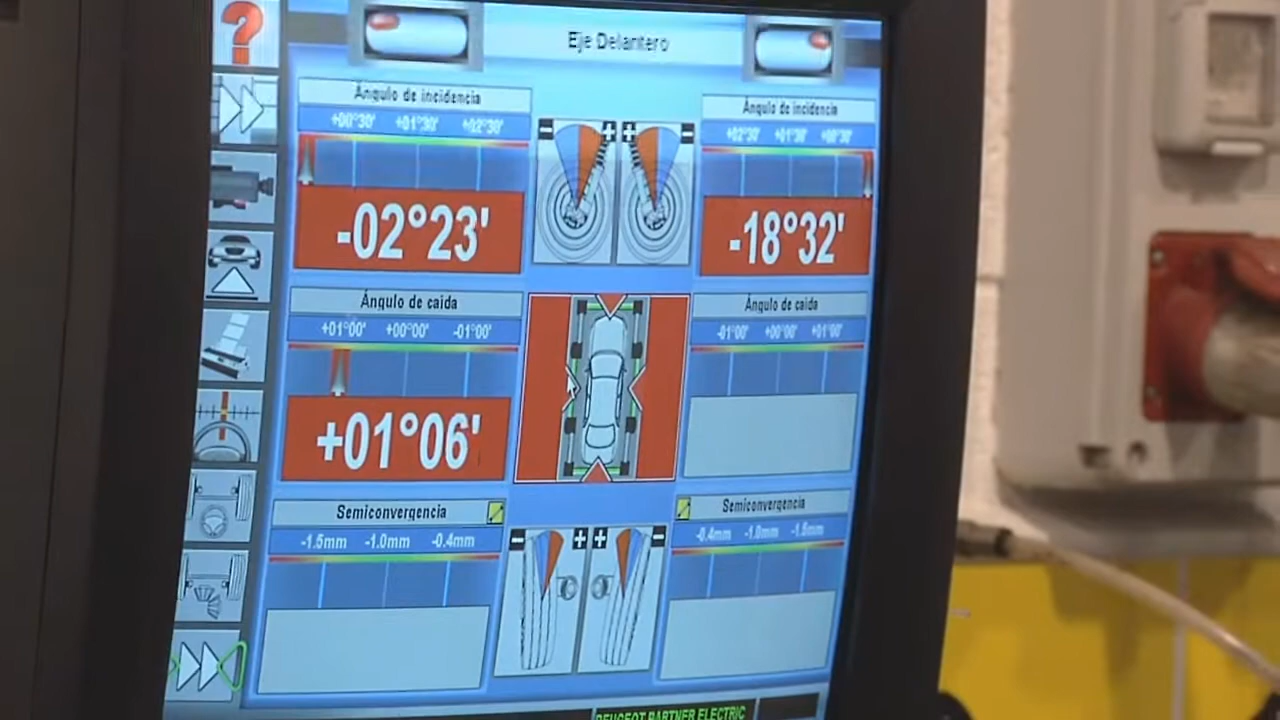 ?
Eje Delantero
Ángulo de incidencia
+00°30' +01°30' +02°30'
-02°23'
- + + -
Ángulo de incidencia
+02°30' +01°30' +00°30'
-18°32'
Ángulo de caida
+01°00' +00°00' -01°00'
+01°06'
Ángulo de caida
-01°00' +00°00' +01°00'
Semiconvergencia
-1.5mm -1.0mm -0.4mm
- + + -
Semiconvergencia
-0.4mm -1.0mm -1.5mm
PEUGEOT PARTNER ELECTRIC